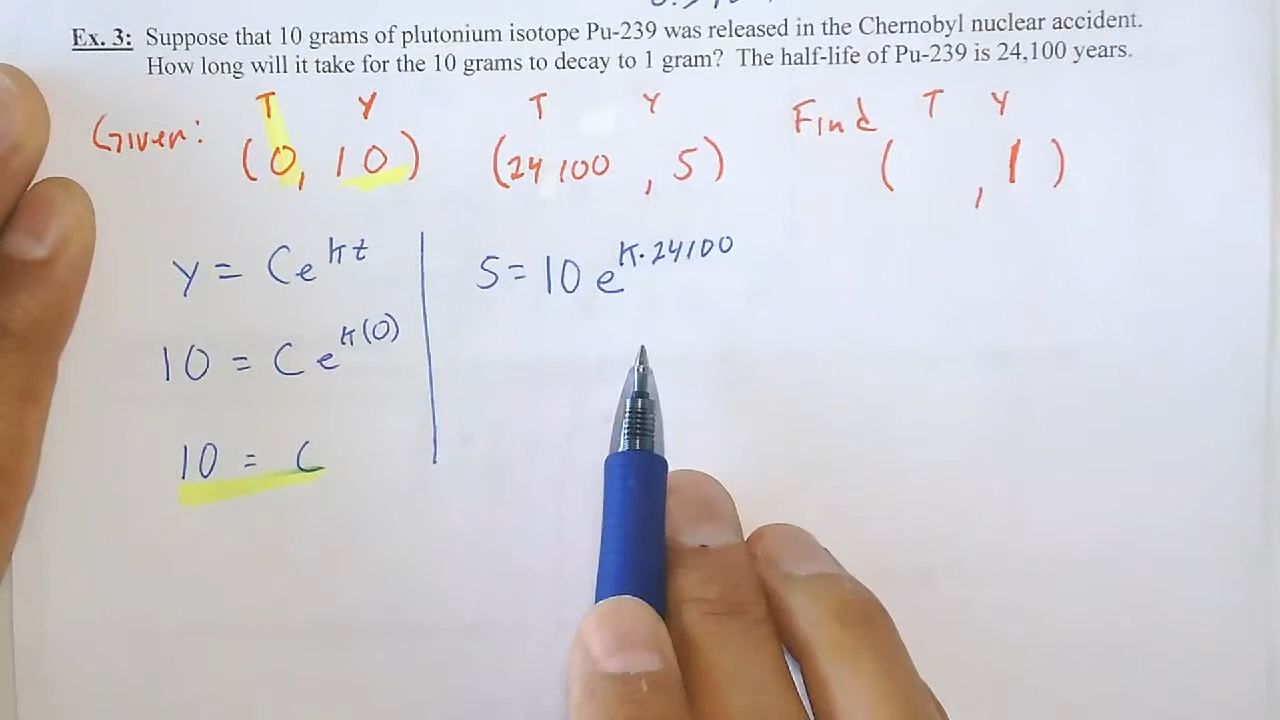 Ex. 3: Suppose that 10 grams of plutonium isotope Pu-239 was released in the Chernobyl nuclear accident.
How long will it take for the 10 grams to decay to 1 gram? The half-life of Pu-239 is 24,100 years.
T Y T Y T Y
Given: (0, 10) (24100, 5) Find ( , 1)
y = Ce^kt
5 = 10e^k·24100
10 = Ce^k(0)
10 = C